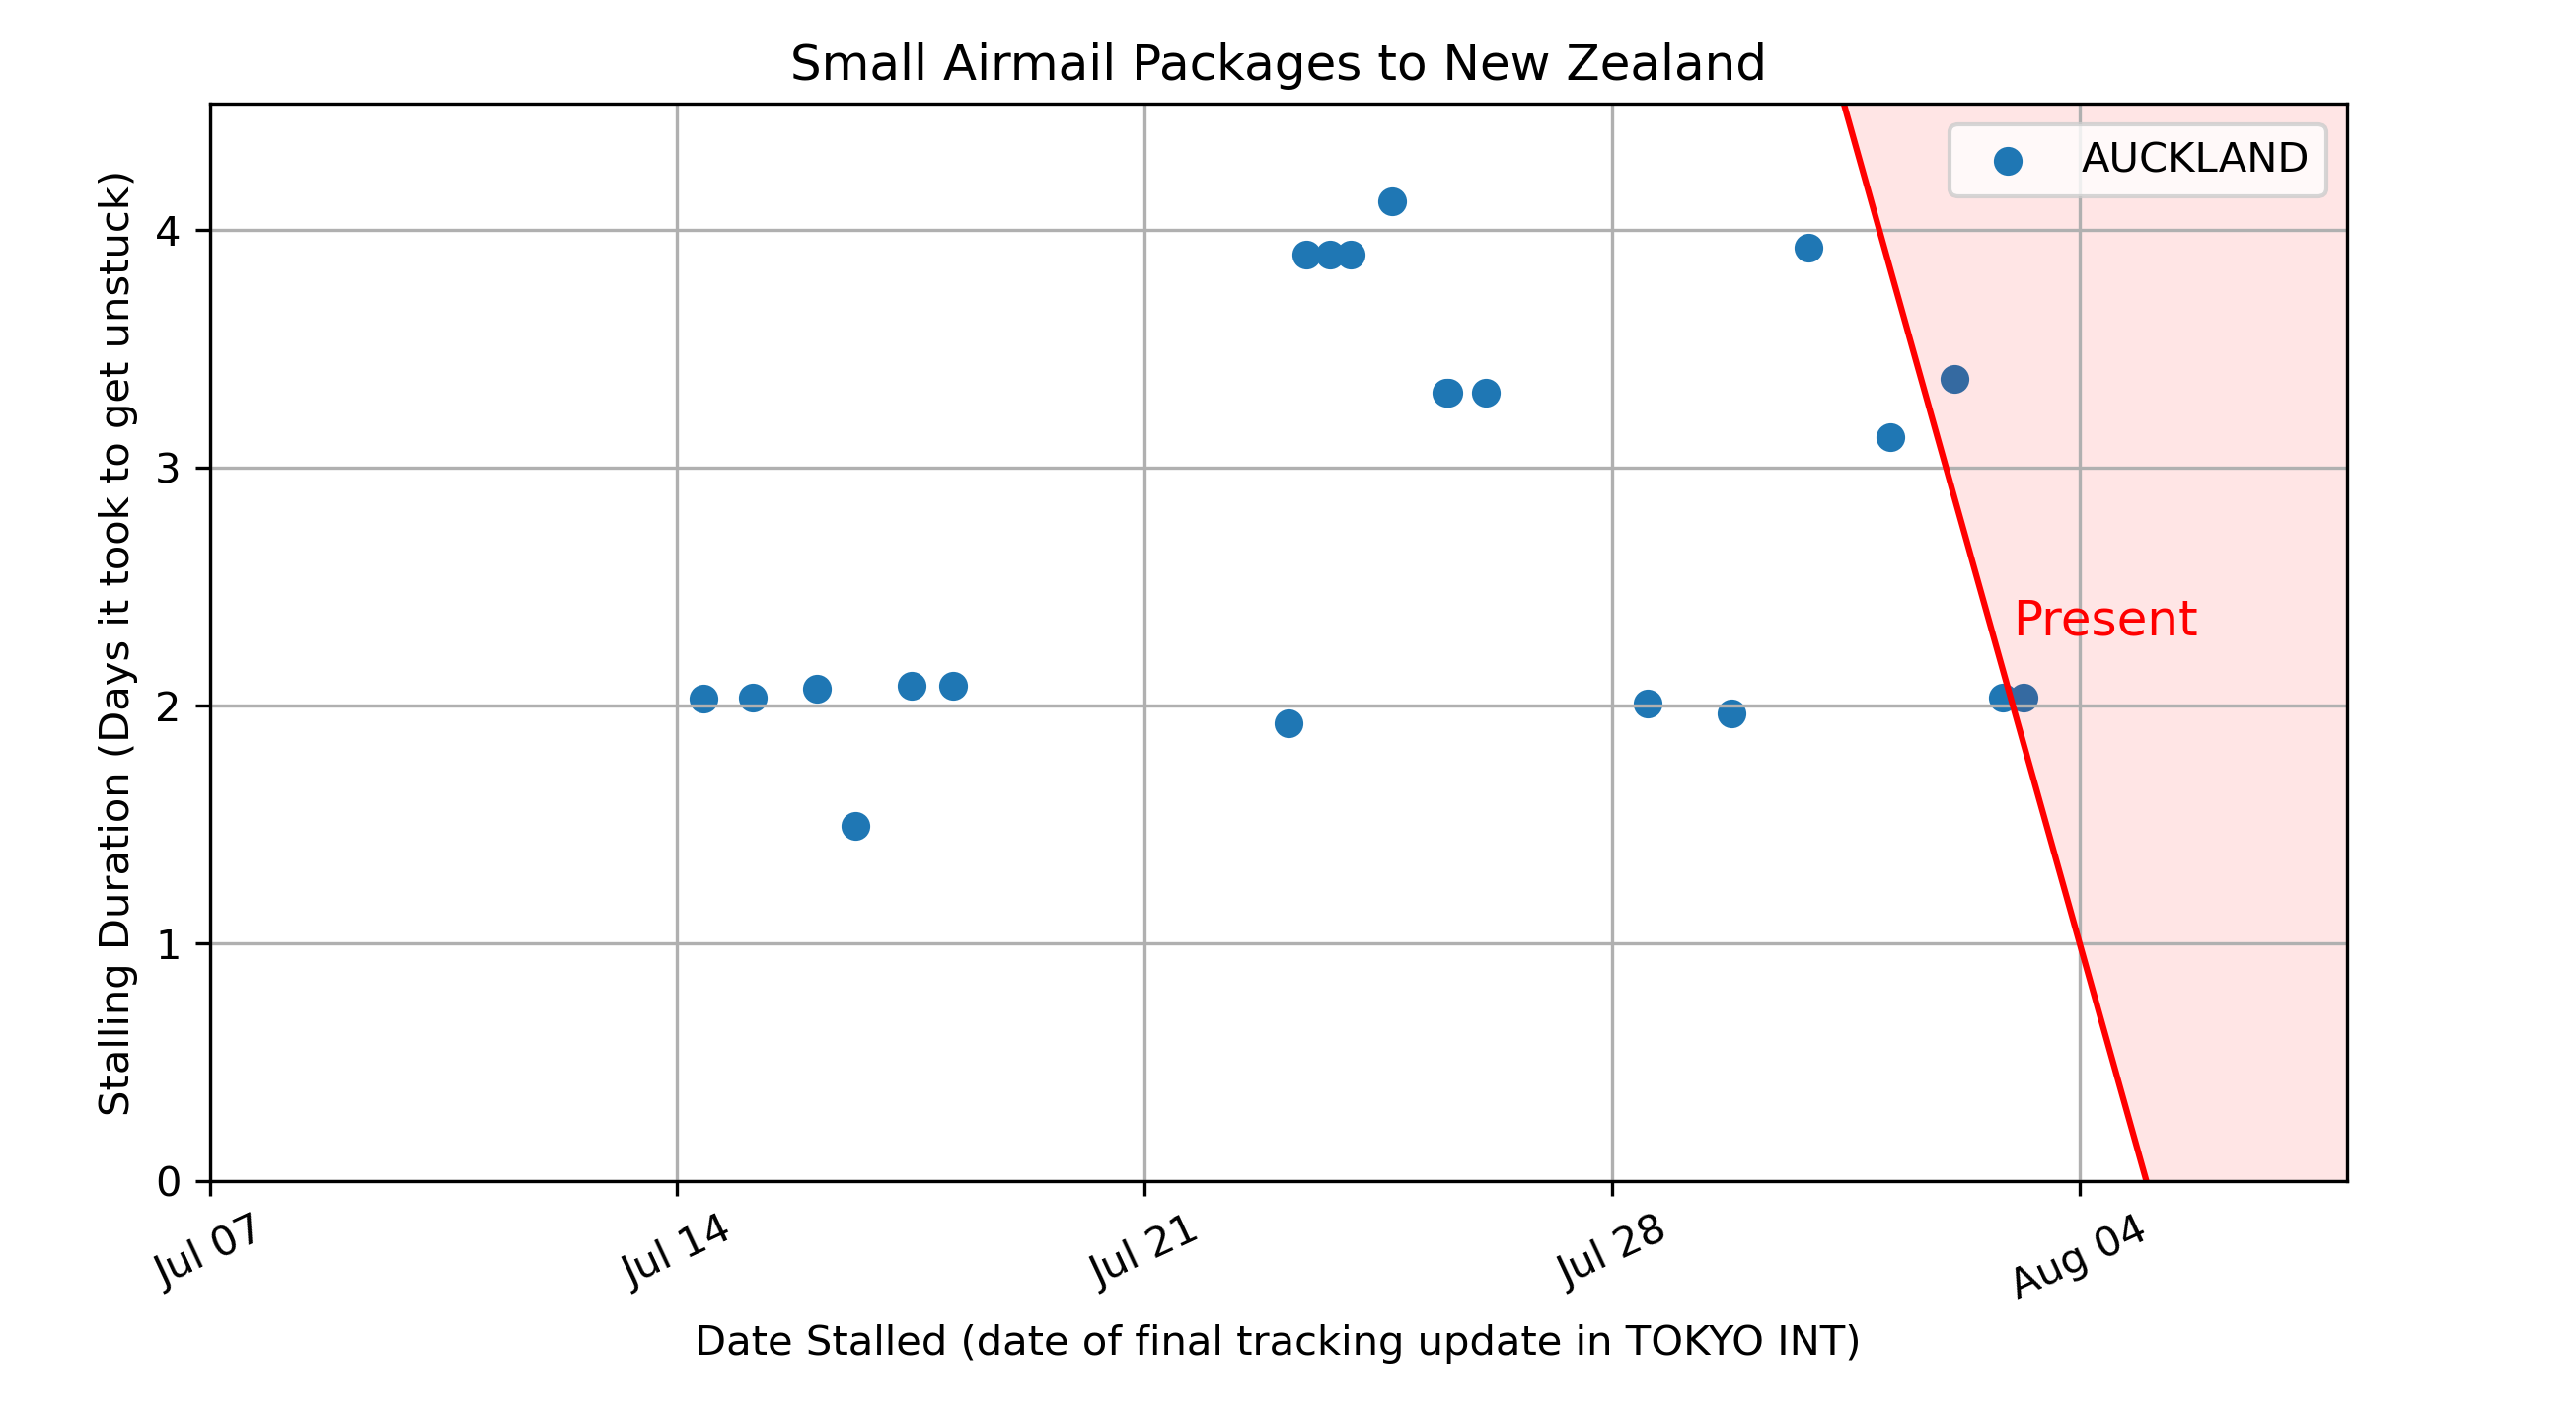 Small Airmail Packages to New Zealand
AUCKLAND
Stalling Duration (Days it took to get unstuck)
4
3
2
1
0
Present
Jul 07
Jul 14
Jul 21
Jul 28
Aug 04
Date Stalled (date of final tracking update in TOKYO INT)